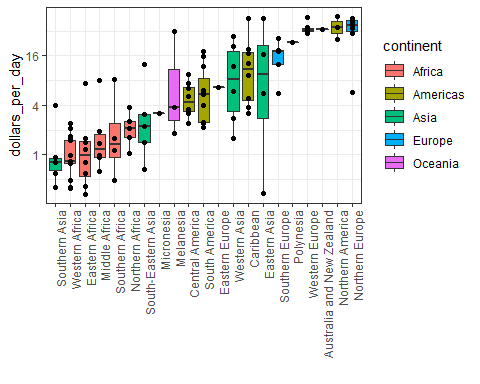 dollars_per_day
16
4
1
Southern Asia
Western Africa
Eastern Africa
Middle Africa
Southern Africa
Northern Africa
South-Eastern Asia
Micronesia
Melanesia
Central America
South America
Eastern Europe
Western Asia
Caribbean
Eastern Asia
Southern Europe
Polynesia
Western Europe
Australia and New Zealand
Northern America
Northern Europe
continent
Africa
Americas
Asia
Europe
Oceania